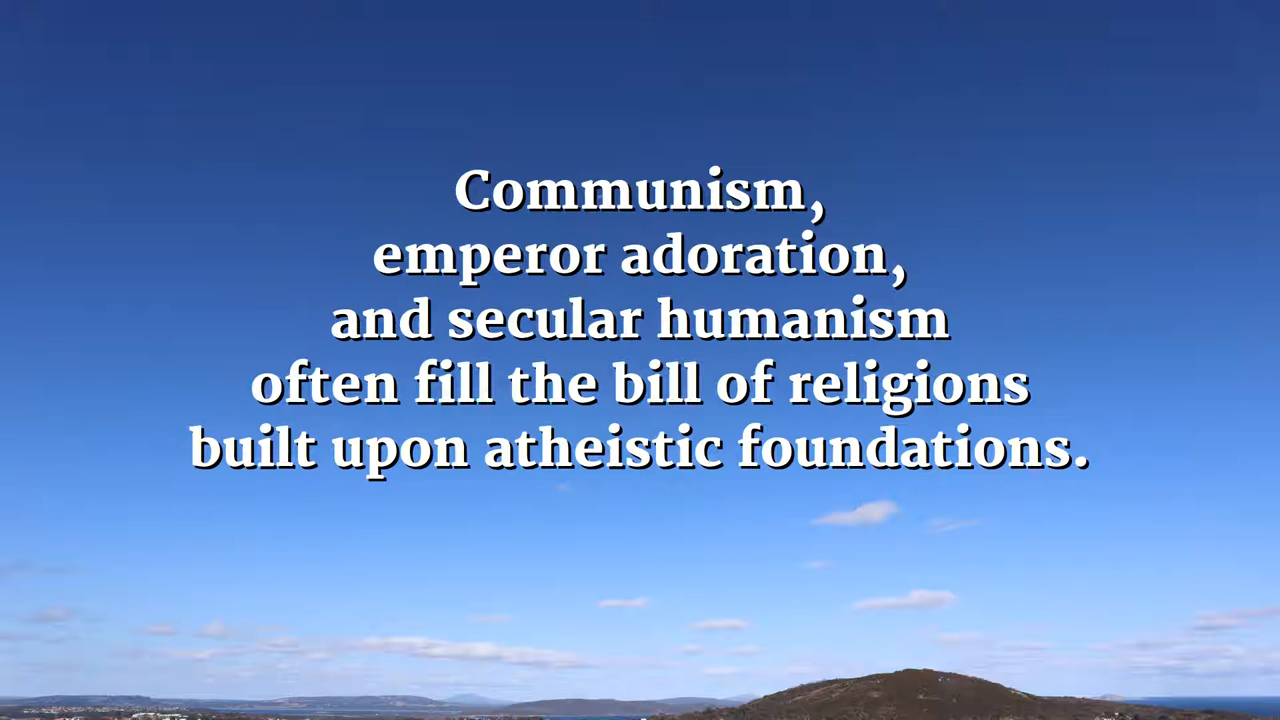 Communism,
emperor adoration,
and secular humanism
often fill the bill of religions
built upon atheistic foundations.